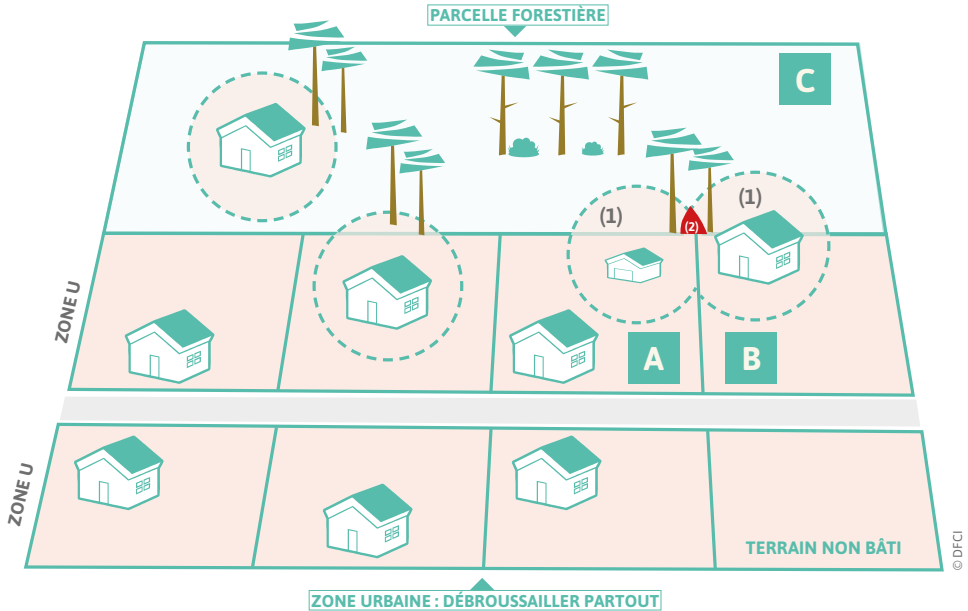 PARCELLE FORESTIÈRE
C
(1)
(1)
(2)
ZONE U
A
B
ZONE U
TERRAIN NON BÂTI
© DFCI
ZONE URBAINE : DÉBROUSSAILLER PARTOUT